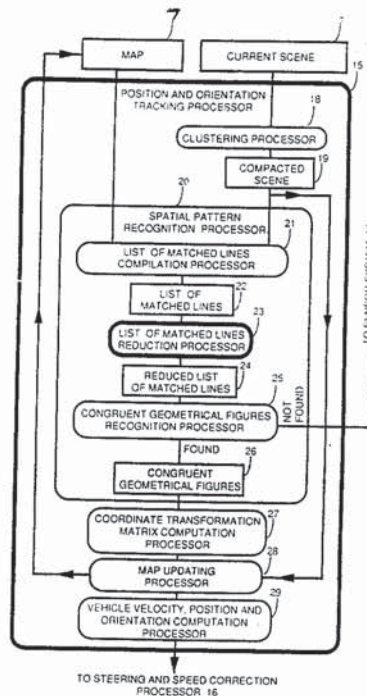 7
MAP
CURRENT SCENE
15
POSITION AND ORIENTATION
TRACKING PROCESSOR
18
CLUSTERING PROCESSOR
19
COMPACTED
SCENE
20
SPATIAL PATTERN
RECOGNITION PROCESSOR
21
LIST OF MATCHED LINES
COMPILATION PROCESSOR
22
LIST OF
MATCHED LINES
23
LIST OF MATCHED LINES
REDUCTION PROCESSOR
24
REDUCED LIST
OF MATCHED LINES
25
CONGRUENT GEOMETRICAL FIGURES
RECOGNITION PROCESSOR
NOT
FOUND
FOUND
26
CONGRUENT
GEOMETRICAL FIGURES
27
COORDINATE TRANSFORMATION
MATRIX COMPUTATION
PROCESSOR
28
MAP UPDATING
PROCESSOR
29
VEHICLE VELOCITY, POSITION AND
ORIENTATION COMPUTATION
PROCESSOR
TO STEERING AND SPEED CORRECTION
PROCESSOR 16